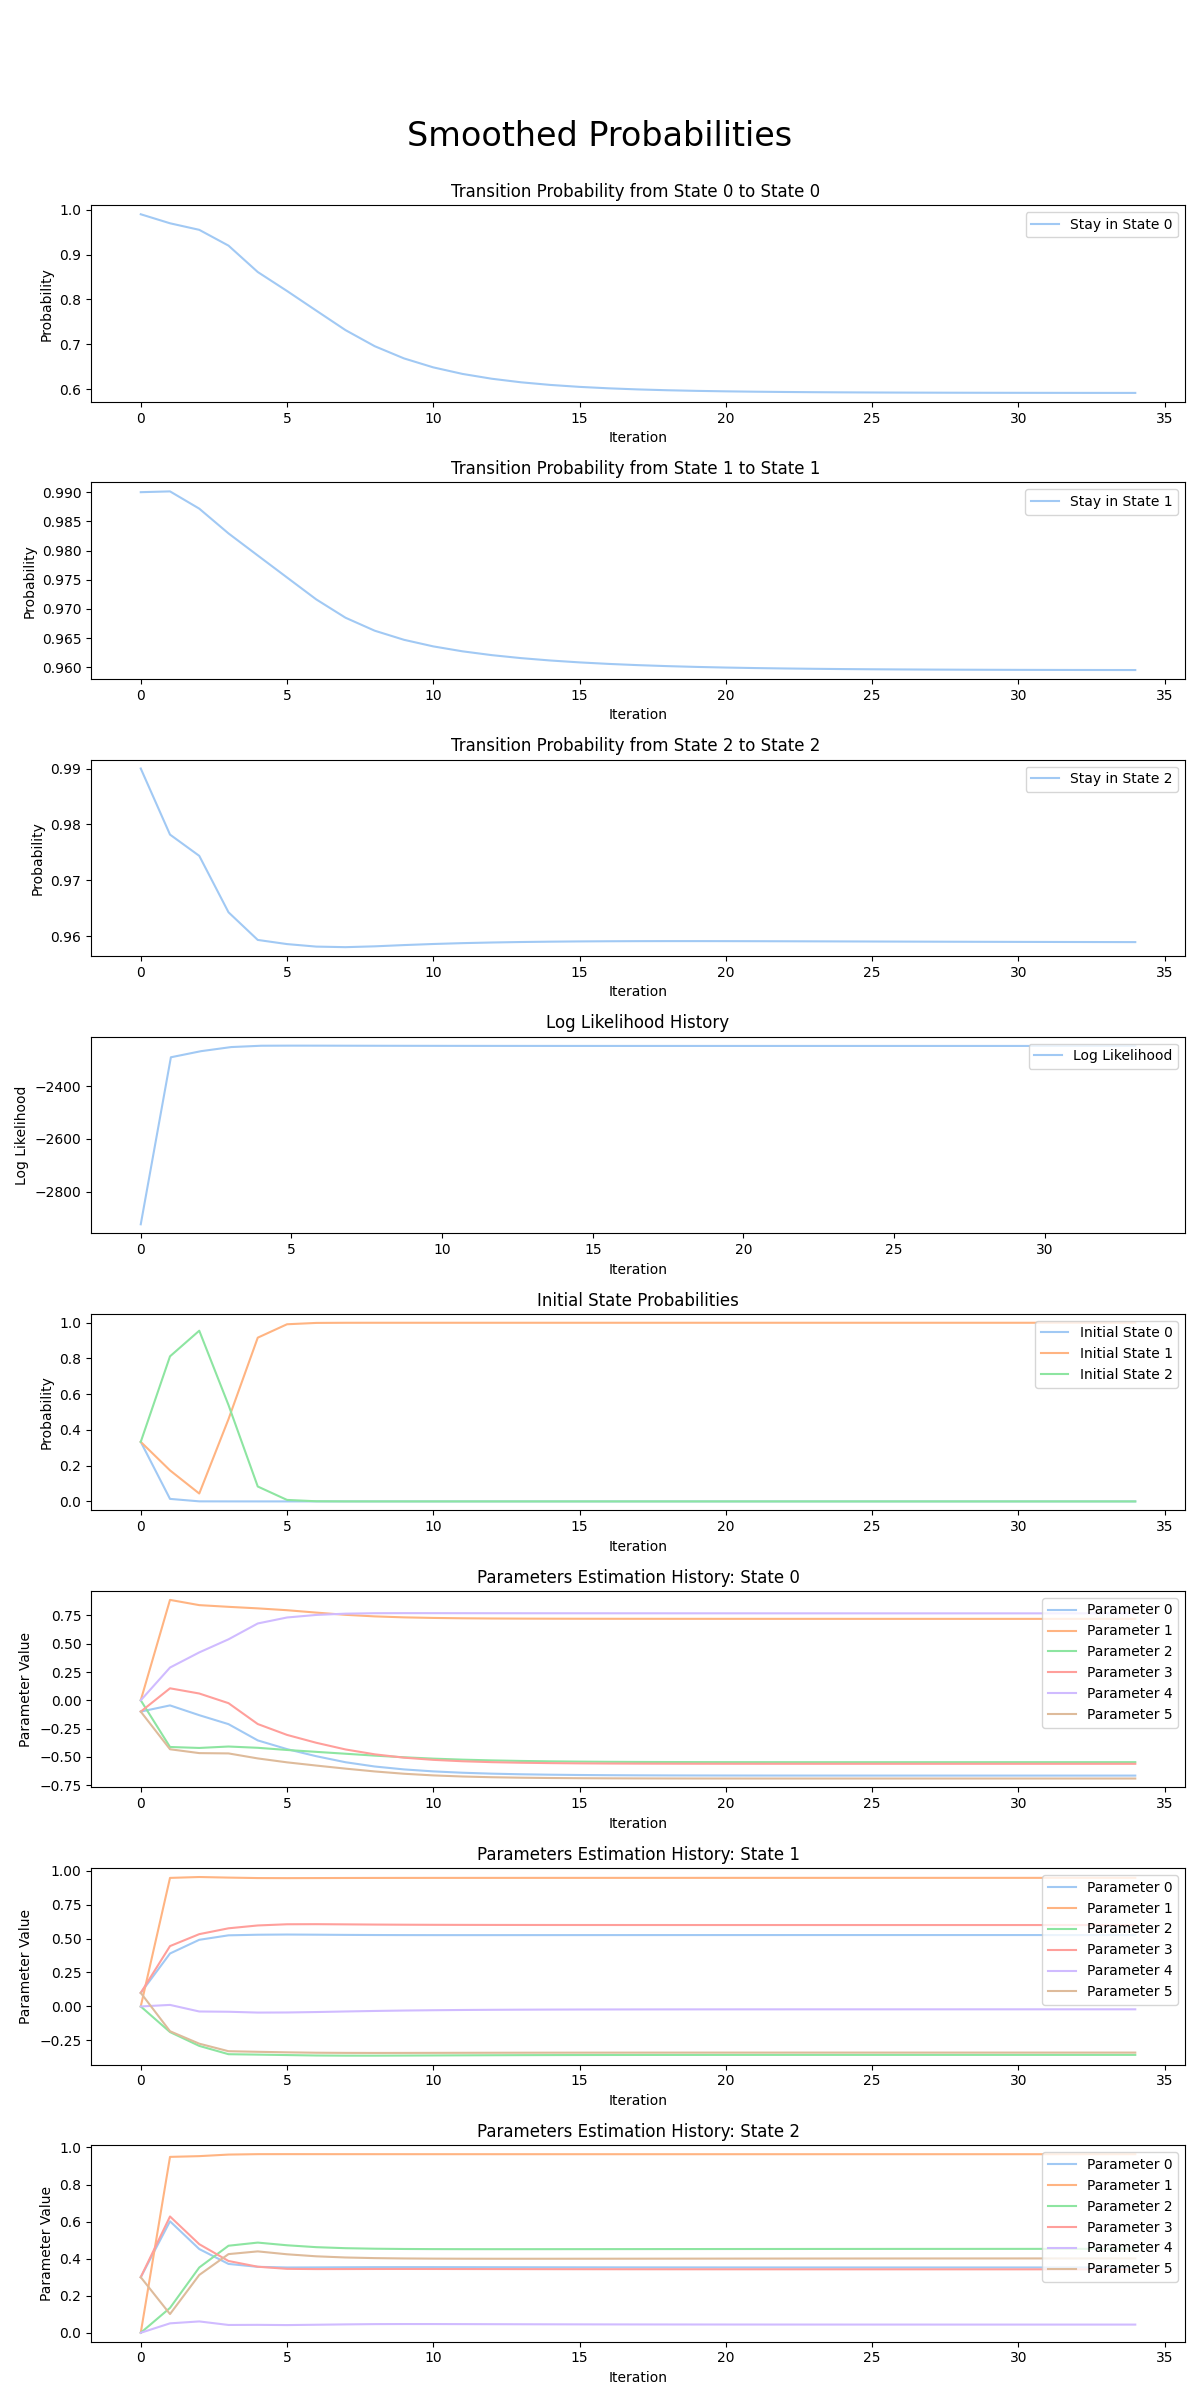 Smoothed Probabilities
Transition Probability from State 0 to State 0
1.0
0.9
0.8
0.7
0.6
Probability
Stay in State 0
0 5 10 15 20 25 30 35
Iteration
Transition Probability from State 1 to State 1
0.990
0.985
0.980
0.975
0.970
0.965
0.960
Probability
Stay in State 1
0 5 10 15 20 25 30 35
Iteration
Transition Probability from State 2 to State 2
0.99
0.98
0.97
0.96
Probability
Stay in State 2
0 5 10 15 20 25 30 35
Iteration
Log Likelihood History
−2400
−2600
−2800
Log Likelihood
Log Likelihood
0 5 10 15 20 25 30
Iteration
Initial State Probabilities
1.0
0.8
0.6
0.4
0.2
0.0
Probability
Initial State 0
Initial State 1
Initial State 2
0 5 10 15 20 25 30 35
Iteration
Parameters Estimation History: State 0
0.75
0.50
0.25
0.00
−0.25
−0.50
−0.75
Parameter Value
Parameter 0
Parameter 1
Parameter 2
Parameter 3
Parameter 4
Parameter 5
0 5 10 15 20 25 30 35
Iteration
Parameters Estimation History: State 1
1.00
0.75
0.50
0.25
0.00
−0.25
Parameter Value
Parameter 0
Parameter 1
Parameter 2
Parameter 3
Parameter 4
Parameter 5
0 5 10 15 20 25 30 35
Iteration
Parameters Estimation History: State 2
1.0
0.8
0.6
0.4
0.2
0.0
Parameter Value
Parameter 0
Parameter 1
Parameter 2
Parameter 3
Parameter 4
Parameter 5
0 5 10 15 20 25 30 35
Iteration